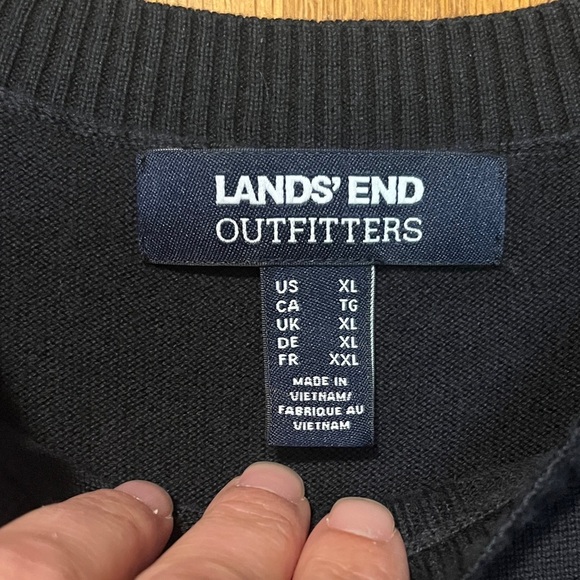 LANDS' END
OUTFITTERS
US XL
CA TG
UK XL
DE XL
FR XXL
MADE IN
VIETNAM/
FABRIQUE AU
VIETNAM